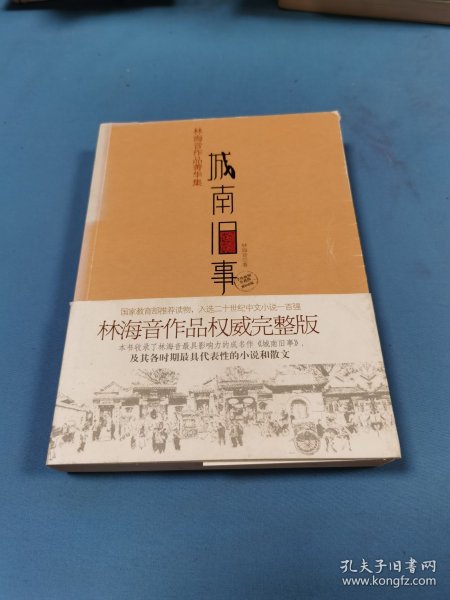 林海音作品菁华集
城南旧事
林海音 著
国家教育部推荐读物，入选二十世纪中文小说一百强
林海音作品权威完整版
本书收录了林海音最具影响力的成名作《城南旧事》，
及其各时期最具代表性的小说和散文
孔夫子旧书网
www.kongfz.com